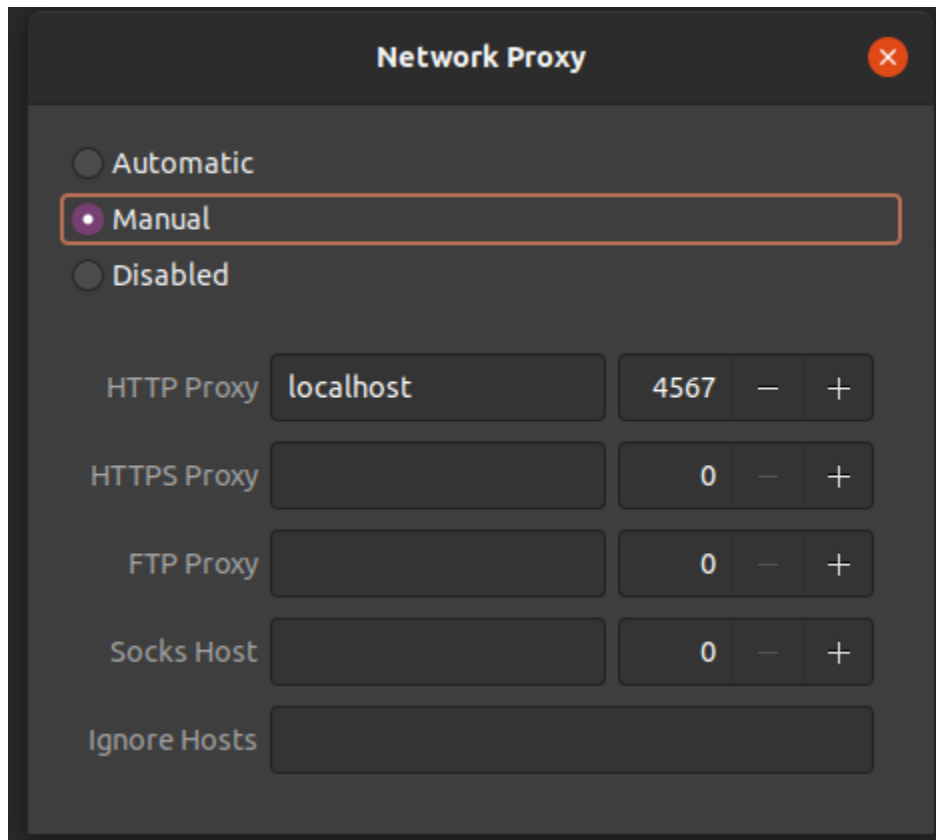 Network Proxy
Automatic
Manual
Disabled
HTTP Proxy localhost 4567 − +
HTTPS Proxy 0 − +
FTP Proxy 0 − +
Socks Host 0 − +
Ignore Hosts